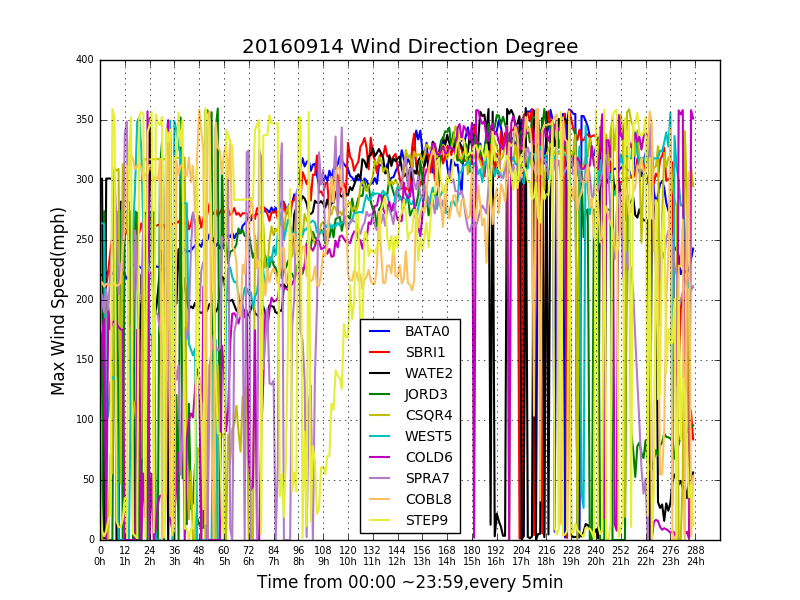 20160914 Wind Direction Degree
Max Wind Speed(mph)
400
350
300
250
200
150
100
50
0
BATA0
SBRI1
WATE2
JORD3
CSQR4
WEST5
COLD6
SPRA7
COBL8
STEP9
0 12 24 36 48 60 72 84 96 108 120 132 144 156 168 180 192 204 216 228 240 252 264 276 288
0h 1h 2h 3h 4h 5h 6h 7h 8h 9h 10h 11h 12h 13h 14h 15h 16h 17h 18h 19h 20h 21h 22h 23h 24h
Time from 00:00 ~23:59,every 5min